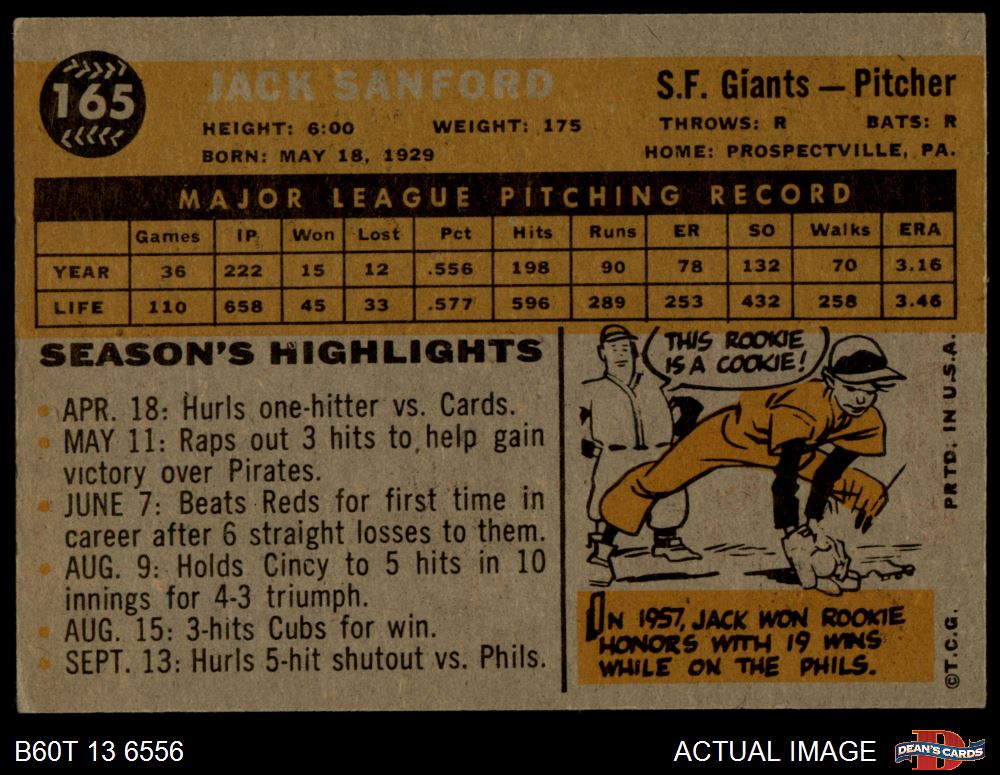 165
JACK SANFORD
S.F. Giants — Pitcher
HEIGHT: 6:00 WEIGHT: 175 THROWS: R BATS: R
BORN: MAY 18, 1929 HOME: PROSPECTVILLE, PA.
MAJOR LEAGUE PITCHING RECORD
Games IP Won Lost Pct Hits Runs ER SO Walks ERA
YEAR 36 222 15 12 .556 198 90 78 132 70 3.16
LIFE 110 658 45 33 .577 596 289 253 432 258 3.46
SEASON'S HIGHLIGHTS
• APR. 18: Hurls one-hitter vs. Cards.
• MAY 11: Raps out 3 hits to help gain
victory over Pirates.
• JUNE 7: Beats Reds for first time in
career after 6 straight losses to them.
• AUG. 9: Holds Cincy to 5 hits in 10
innings for 4-3 triumph.
• AUG. 15: 3-hits Cubs for win.
• SEPT. 13: Hurls 5-hit shutout vs. Phils.
THIS ROOKIE
IS A COOKIE!
IN 1957, JACK WON ROOKIE
HONORS WITH 19 WINS
WHILE ON THE PHILS.
©T.C.G. PRTD. IN U.S.A.
B60T 13 6556
ACTUAL IMAGE
D
DEAN'S CARDS